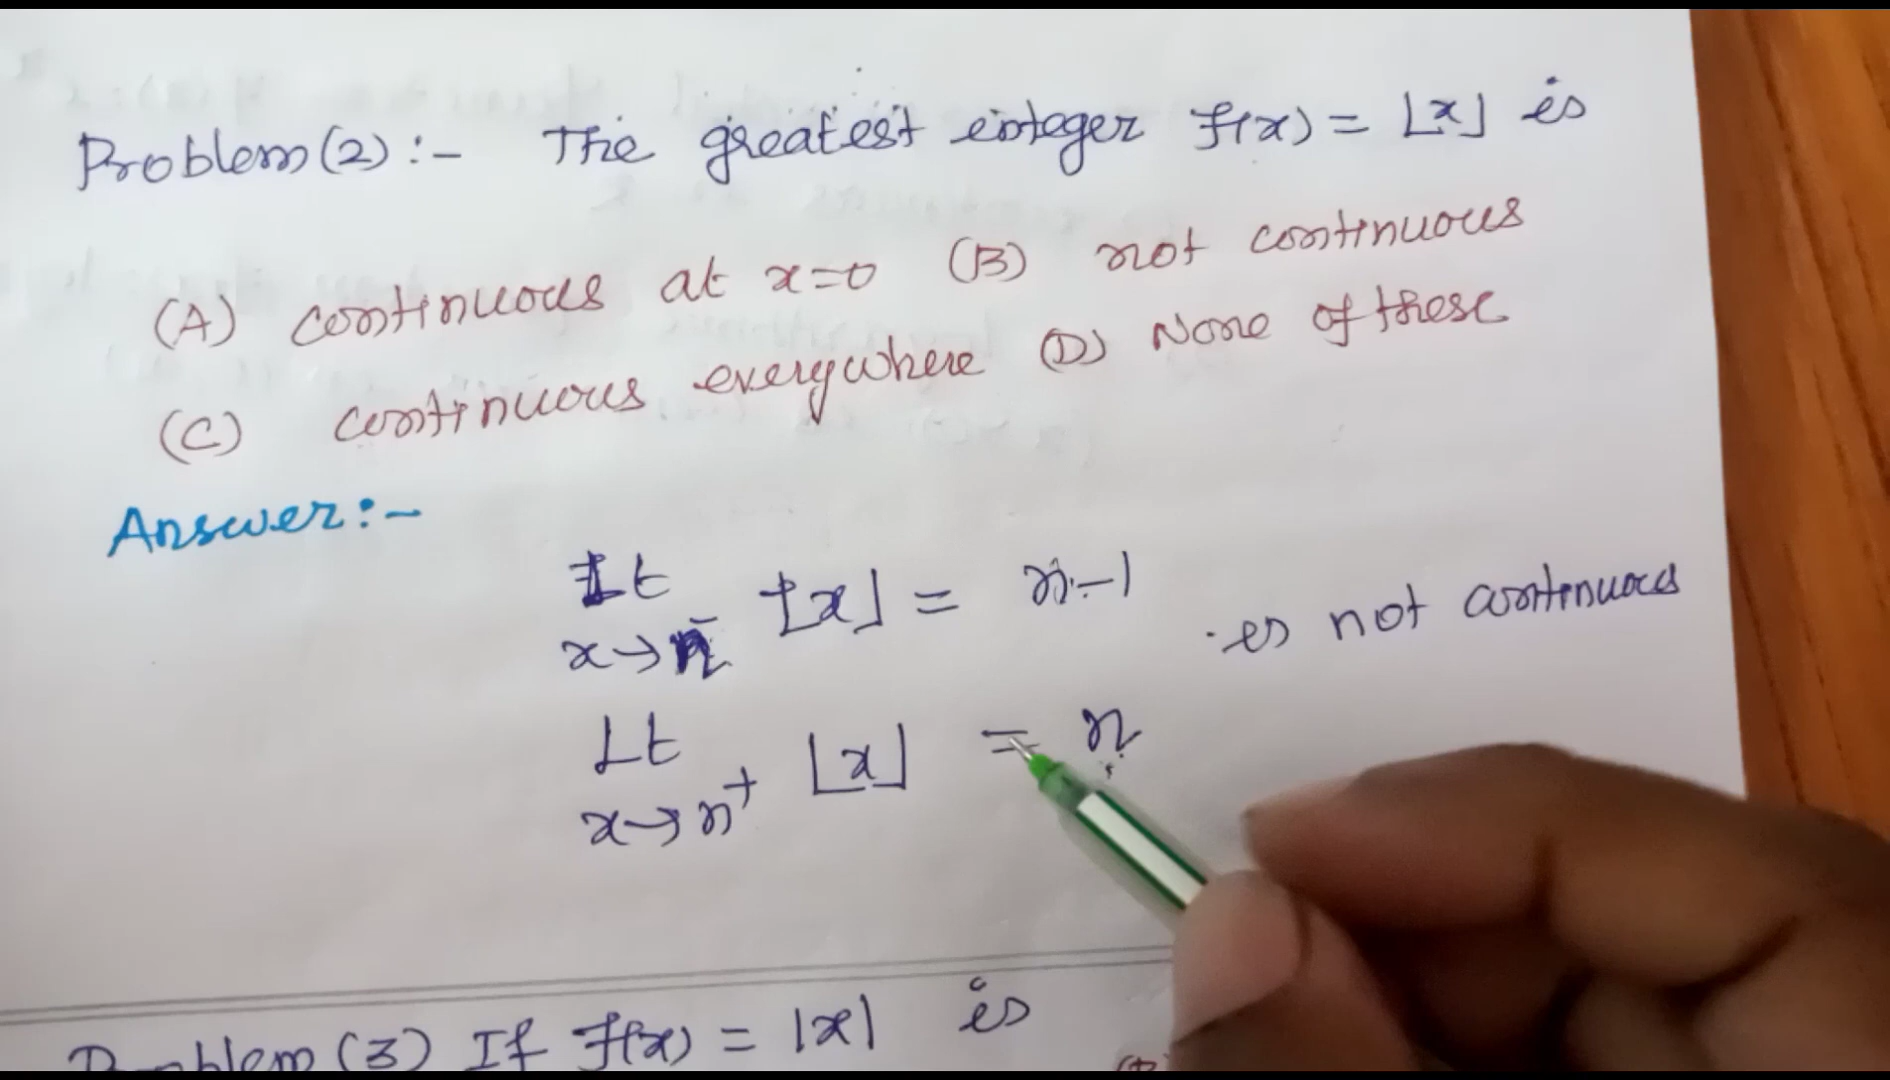 Problem (2) :- The greatest integer f(x) = ⌊x⌋ is
(A) continuous at x=0 (B) not continuous
(C) continuous everywhere (D) None of these
Answer :-
Lt x→n⁻ ⌊x⌋ = n-1 is not continuous
Lt x→n⁺ ⌊x⌋ = n
Problem (3) If f(x) = |x| is